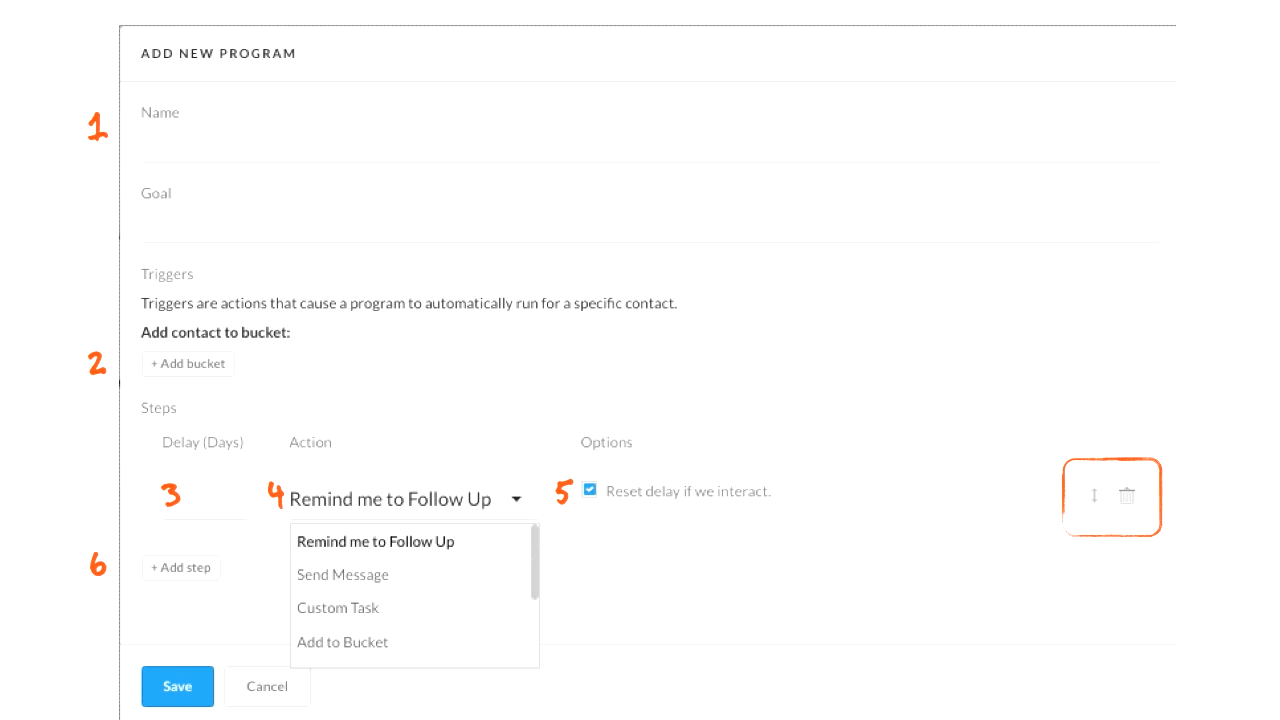 ADD NEW PROGRAM
1 Name
Goal
Triggers
Triggers are actions that cause a program to automatically run for a specific contact.
Add contact to bucket:
2 + Add bucket
Steps
Delay (Days) Action Options
3 4 Remind me to Follow Up 5 Reset delay if we interact.
Remind me to Follow Up
6 + Add step
Send Message
Custom Task
Add to Bucket
Save Cancel